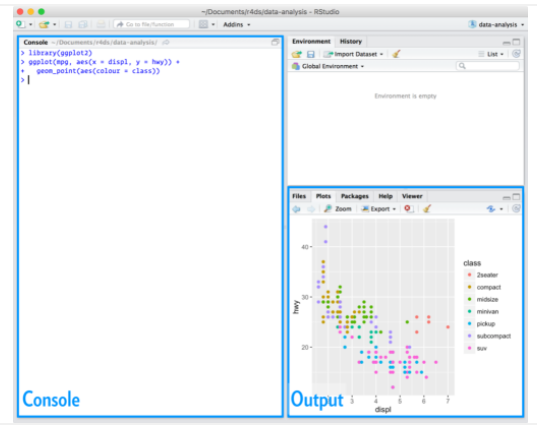 ~/Documents/r4ds/data-analysis - RStudio
Go to file/function
Addins
data-analysis
Console ~/Documents/r4ds/data-analysis/
> library(ggplot2)
> ggplot(mpg, aes(x = displ, y = hwy)) +
+   geom_point(aes(colour = class))
>
Console
Environment History
Import Dataset
List
Global Environment
Environment is empty
Files Plots Packages Help Viewer
Zoom Export
40
30
20
hwy
3 4 5 6 7
displ
class
2seater
compact
midsize
minivan
pickup
subcompact
suv
Output